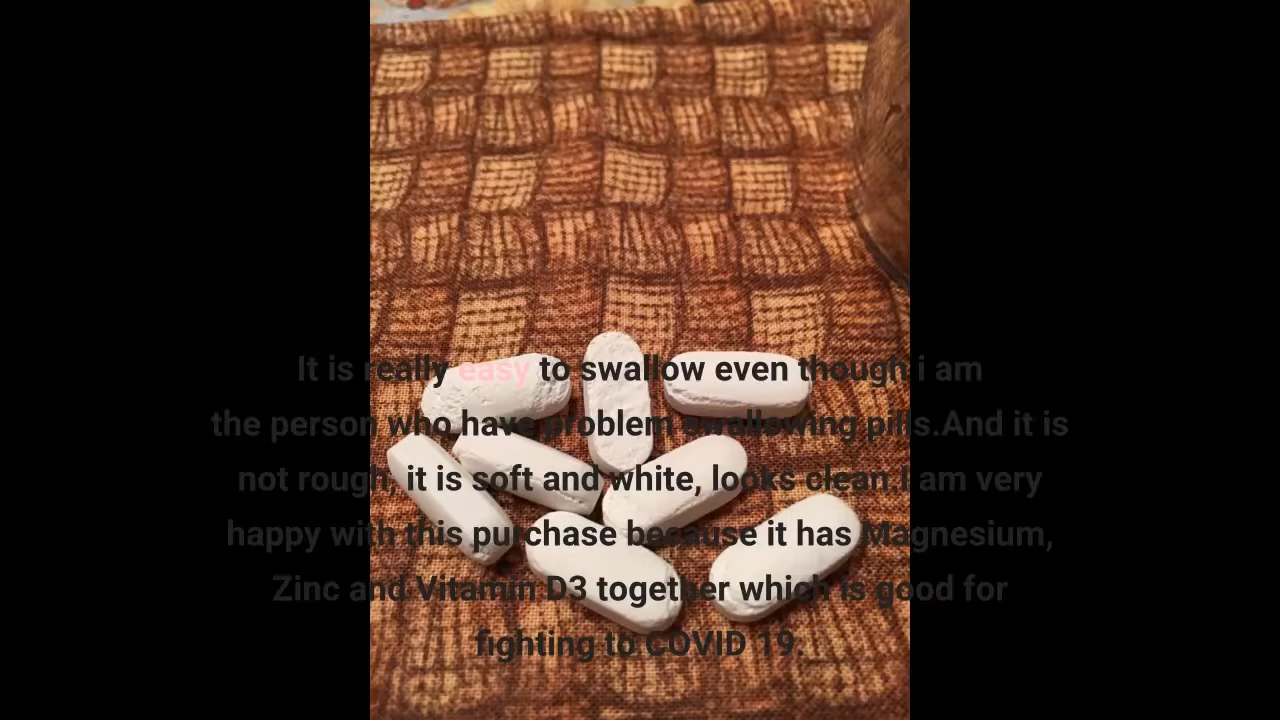 It is really easy to swallow even though i am
the person who have problem swallowing pills.And it is
not rough, it is soft and white, looks clean.I am very
happy with this purchase because it has Magnesium,
Zinc and Vitamin D3 together which is good for
fighting to COVID 19.